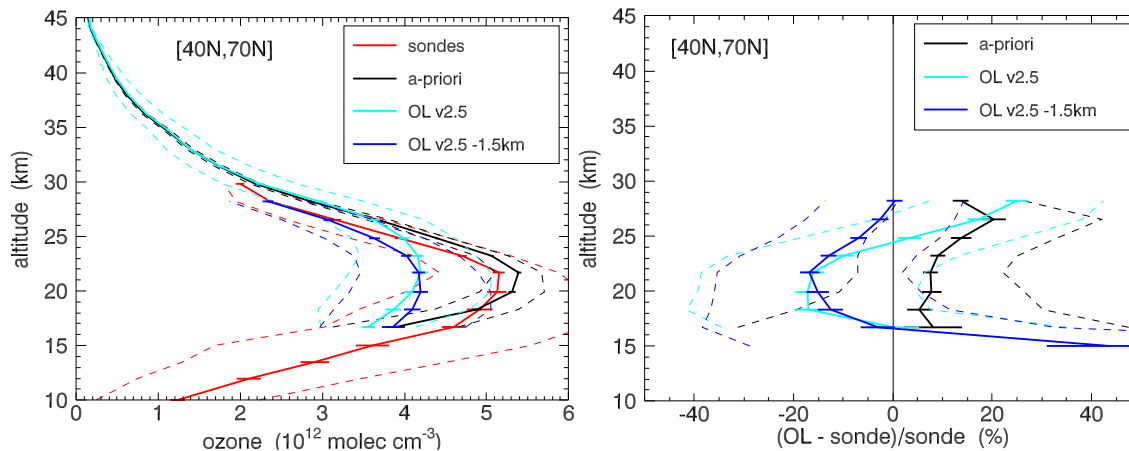 [40N,70N]
sondes
a-priori
OL v2.5
OL v2.5 -1.5km
45
40
35
30
25
20
15
10
altitude (km)
0 1 2 3 4 5 6
ozone (10¹² molec cm⁻³)
[40N,70N]
a-priori
OL v2.5
OL v2.5 -1.5km
45
40
35
30
25
20
15
10
altitude (km)
-40 -20 0 20 40
(OL - sonde)/sonde (%)